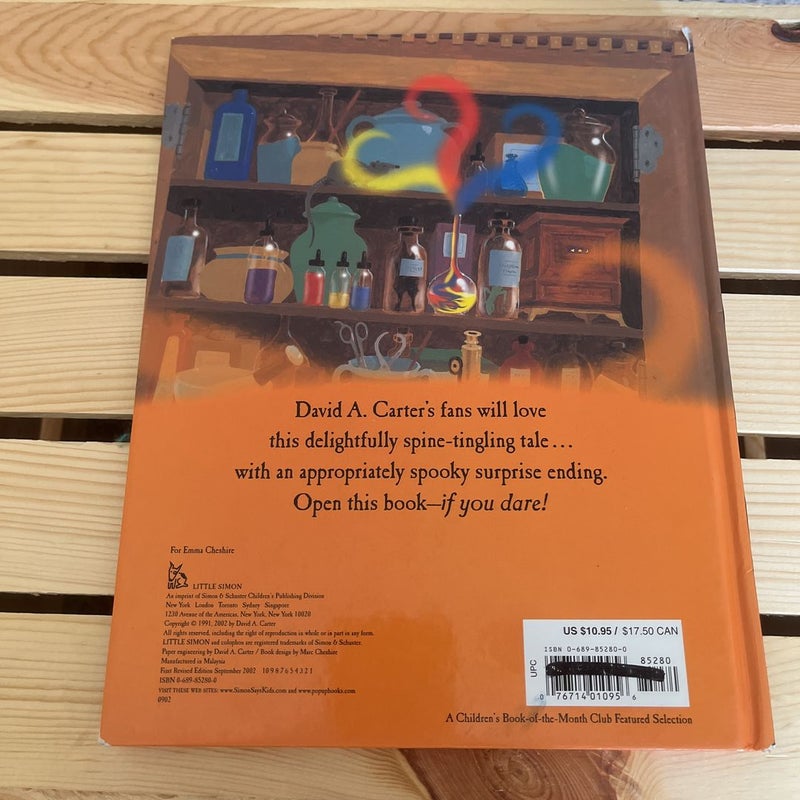 David A. Carter's fans will love
this delightfully spine-tingling tale...
with an appropriately spooky surprise ending.
Open this book—if you dare!
For Emma Cheshire
LITTLE SIMON
An imprint of Simon & Schuster Children's Publishing Division
New York London Toronto Sydney Singapore
1230 Avenue of the Americas, New York, New York 10020
Copyright © 1991, 2002 by David A. Carter
All rights reserved, including the right of reproduction in whole or in part in any form.
LITTLE SIMON and colophon are registered trademarks of Simon & Schuster.
Paper engineering by David A. Carter / Book design by Marc Cheshire
Manufactured in Malaysia
First Revised Edition September 2002 10 9 8 7 6 5 4 3 2 1
ISBN 0-689-85280-0
VISIT THESE WEB SITES: www.SimonSaysKids.com and www.popupbooks.com
0902
US $10.95 / $17.50 CAN
ISBN 0-689-85280-0
85280
UPC
0 76714 01095 6
A Children's Book-of-the-Month Club Featured Selection